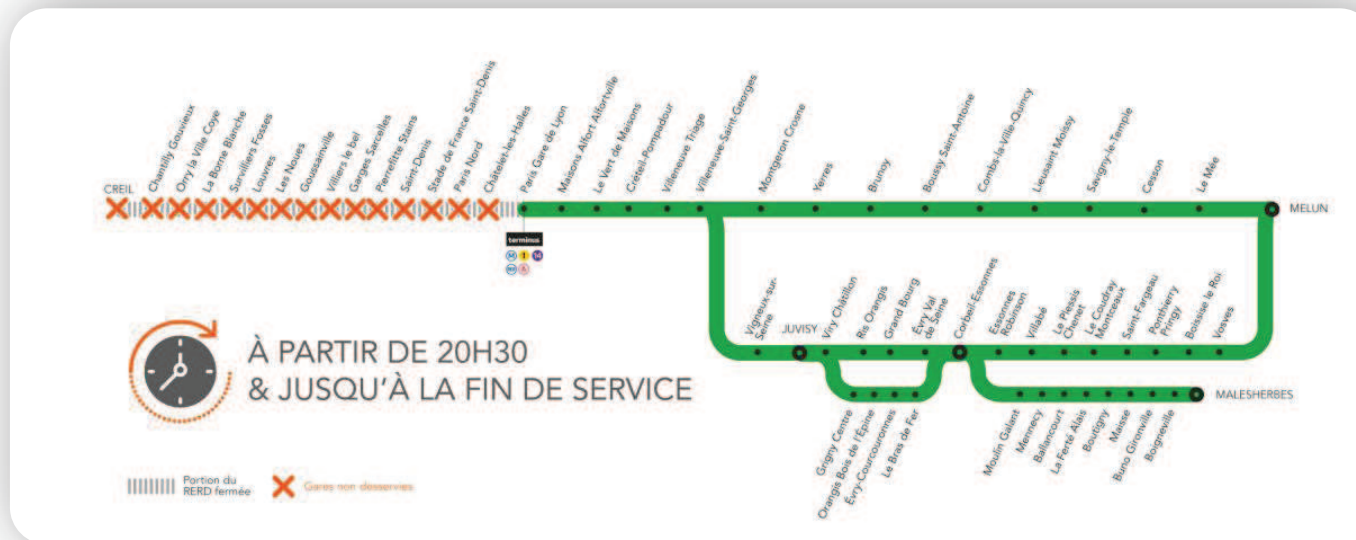 CREIL
Chantilly Gouvieux
Orry la Ville Coye
La Borne Blanche
Survilliers Fosses
Louvres
Les Noues
Goussainville
Villiers le bel
Garges Sarcelles
Pierrefitte Stains
Saint-Denis
Stade de France Saint-Denis
Paris Nord
Châtelet-les-Halles
Paris Gare de Lyon
Maisons Alfort Alfortville
Le Vert de Maisons
Créteil-Pompadour
Villeneuve Triage
Villeneuve-Saint-Georges
Montgeron Crosne
Yerres
Brunoy
Boussy Saint-Antoine
Combs-la-Ville-Quincy
Lieusaint Moissy
Savigny-le-Temple
Cesson
Le Mée
MELUN
terminus
M 1 14
RER A
Vigneux-sur-
Seine
JUVISY
Viry Châtillon
Ris Orangis
Grand Bourg
Évry Val
de Seine
Corbeil-Essonnes
Essonnes
Robinson
Villabé
Le Plessis
Chenet
Le Coudray
Montceaux
Saint-Fargeau
Ponthierry
Pringy
Boissise le Roi
Vosves
Grigny Centre
Orangis Bois de l'Épine
Évry-Courcouronnes
Le Bras de Fer
Moulin Galant
Mennecy
Ballancourt
La Ferté Alais
Boutigny
Maisse
Buno Gironville
Boigneville
MALESHERBES
À PARTIR DE 20H30
& JUSQU'À LA FIN DE SERVICE
Portion du
RERD fermée
Gares non desservies